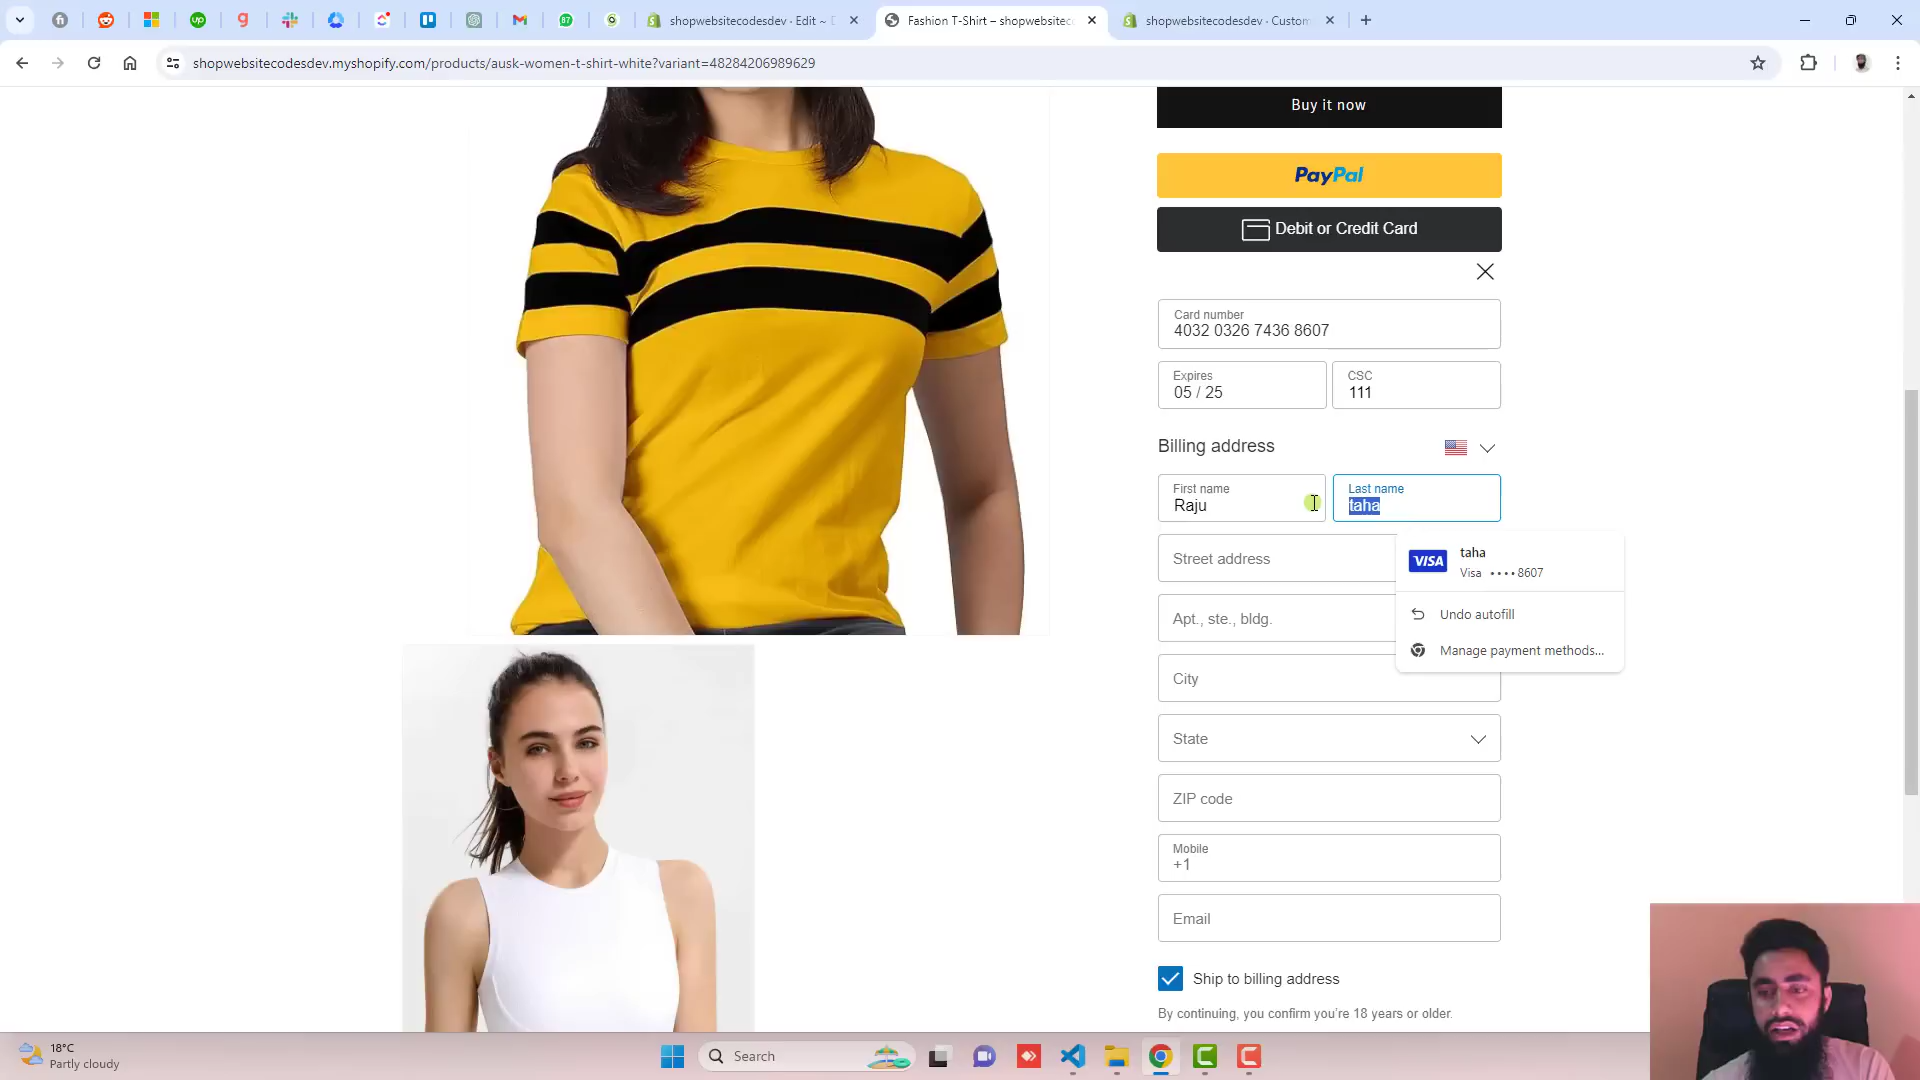 shopwebsitecodesdev · Edit ~
Fashion T-Shirt – shopwebsitec
shopwebsitecodesdev · Custom
shopwebsitecodesdev.myshopify.com/products/ausk-women-t-shirt-white?variant=48284206989629
Buy it now
PayPal
Debit or Credit Card
Card number
4032 0326 7436 8607
Expires
05 / 25
CSC
111
Billing address
First name
Raju
Last name
taha
Street address
VISA
taha
Visa •••• 8607
Apt., ste., bldg.
Undo autofill
Manage payment methods...
City
State
ZIP code
Mobile
+1
Email
Ship to billing address
By continuing, you confirm you're 18 years or older.
18°C
Partly cloudy
Search